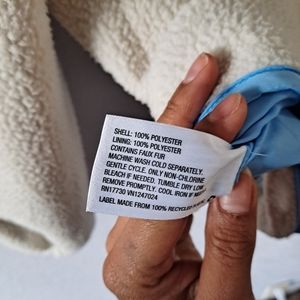 SHELL: 100% POLYESTER
LINING: 100% POLYESTER
CONTAINS FAUX FUR
MACHINE WASH COLD SEPARATELY,
GENTLE CYCLE. ONLY NON-CHLORINE
BLEACH IF NEEDED. TUMBLE DRY LOW
REMOVE PROMPTLY. COOL IRON IF
RN17730 VN1247024
LABEL MADE FROM 100% RECYCLED